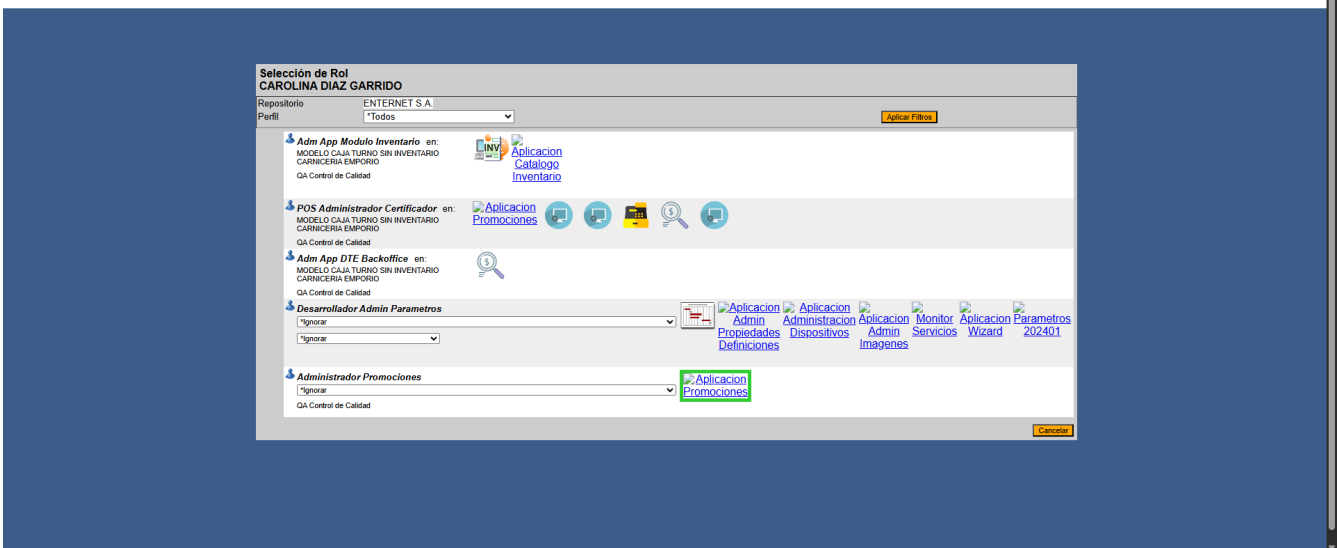 Selección de Rol
CAROLINA DIAZ GARRIDO
Repositorio ENTERNET S.A.
Perfil *Todos Aplicar Filtros
Adm App Modulo Inventario en:
MODELO CAJA TURNO SIN INVENTARIO
CARNICERIA EMPORIO
QA Control de Calidad
INV
Aplicacion
Catalogo
Inventario
POS Administrador Certificador en:
MODELO CAJA TURNO SIN INVENTARIO
CARNICERIA EMPORIO
QA Control de Calidad
Aplicacion
Promociones
Adm App DTE Backoffice en:
MODELO CAJA TURNO SIN INVENTARIO
CARNICERIA EMPORIO
QA Control de Calidad
Desarrollador Admin Parametros
*Ignorar
*Ignorar
Aplicacion
Admin
Propiedades
Definiciones
Aplicacion
Administracion
Dispositivos
Aplicacion
Admin
Imagenes
Monitor
Servicios
Aplicacion
Wizard
Parametros
202401
Administrador Promociones
*Ignorar
QA Control de Calidad
Aplicacion
Promociones
Cancelar